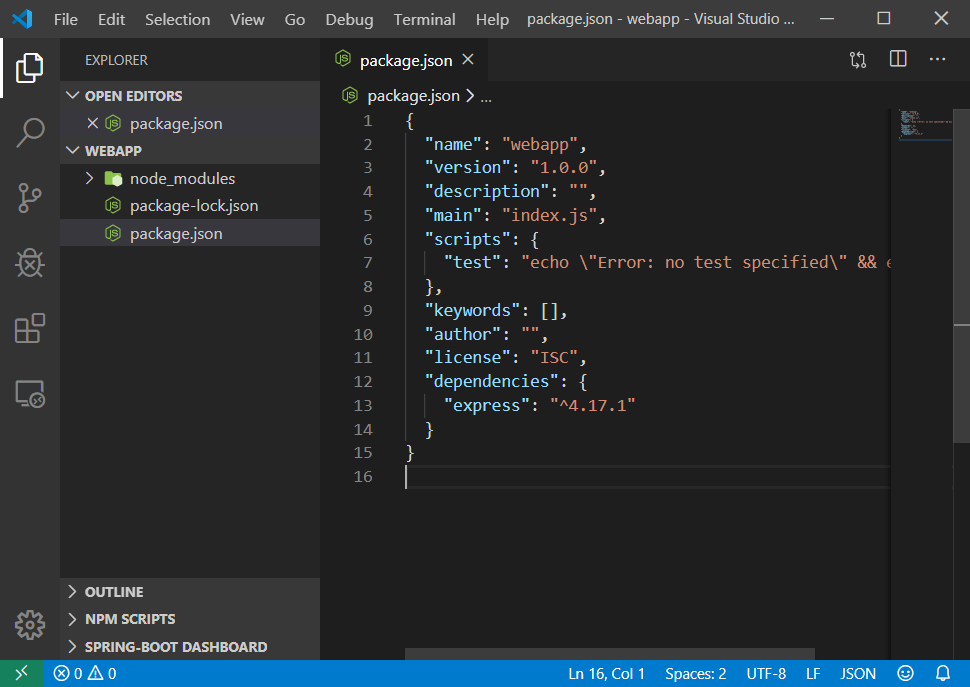 File Edit Selection View Go Debug Terminal Help package.json - webapp - Visual Studio ...
EXPLORER
OPEN EDITORS
package.json
WEBAPP
node_modules
package-lock.json
package.json
OUTLINE
NPM SCRIPTS
SPRING-BOOT DASHBOARD
package.json
package.json > ...
1 {
2 "name": "webapp",
3 "version": "1.0.0",
4 "description": "",
5 "main": "index.js",
6 "scripts": {
7 "test": "echo \"Error: no test specified\" && e
8 },
9 "keywords": [],
10 "author": "",
11 "license": "ISC",
12 "dependencies": {
13 "express": "^4.17.1"
14 }
15 }
16
0 0 Ln 16, Col 1 Spaces: 2 UTF-8 LF JSON